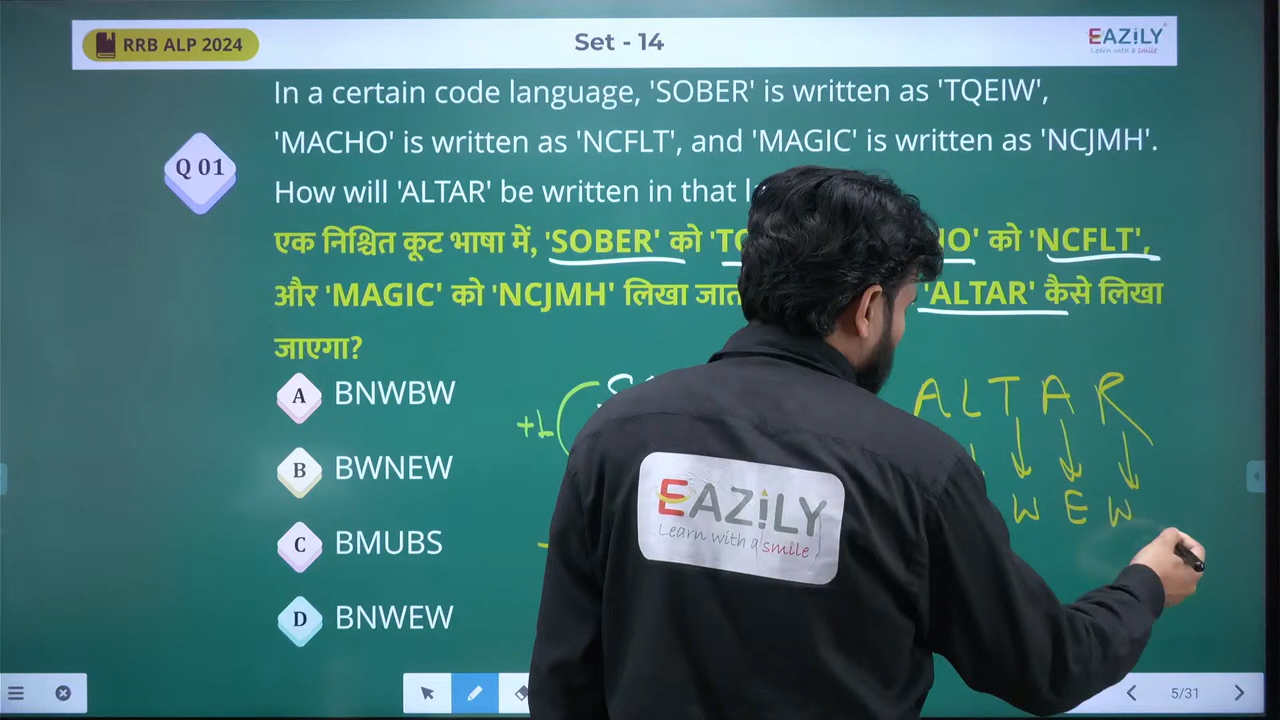 RRB ALP 2024
Set - 14
EAZILY
Learn with a smile
Q 01
In a certain code language, 'SOBER' is written as 'TQEIW',
'MACHO' is written as 'NCFLT', and 'MAGIC' is written as 'NCJMH'.
How will 'ALTAR' be written in that
एक निश्चित कूट भाषा में, 'SOBER' को 'NCFLT',
और 'MAGIC' को 'NCJMH' लिखा 'ALTAR' कैसे लिखा
जाएगा?
A BNWBW
B BWNEW
C BMUBS
D BNWEW
+1
A L T A R
W E W
EAZILY
Learn with a smile
5/31